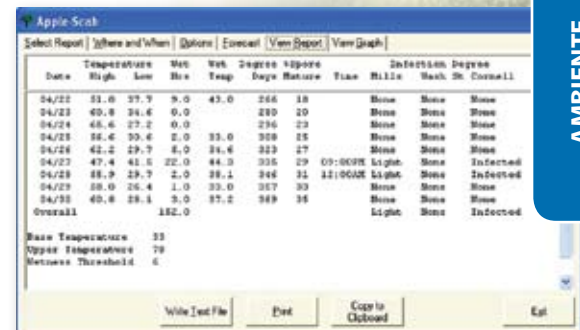 Apple Scab
Select Report Where and When Options Forecast View Report View Graph
Temperature Wet Wet Degree %Spore Infection Degree
Date High Low Hrs Temp Days Mature Time Mills Wash St. Cornell
04/22 51.8 37.7 9.0 43.0 266 18 None None None
04/23 60.8 34.6 0.0 280 20 None None None
04/24 65.6 27.2 0.0 296 23 None None None
04/25 56.6 30.6 2.0 33.0 308 25 None None None
04/26 62.2 29.7 8.0 34.6 323 27 None None None
04/27 47.4 41.5 22.0 44.3 335 29 09:00PM Light None Infected
04/28 55.9 29.7 2.0 38.1 346 31 12:00AM Light None Infected
04/29 58.0 26.4 1.0 33.0 357 33 None None None
04/30 60.8 28.1 3.0 37.2 369 35 None None None
Overall 152.0 Light None Infected
Base Temperature 33
Upper Temperature 78
Wetness Threshold 6
Write Text File Print Copy to Clipboard Exit
AMBIENTE